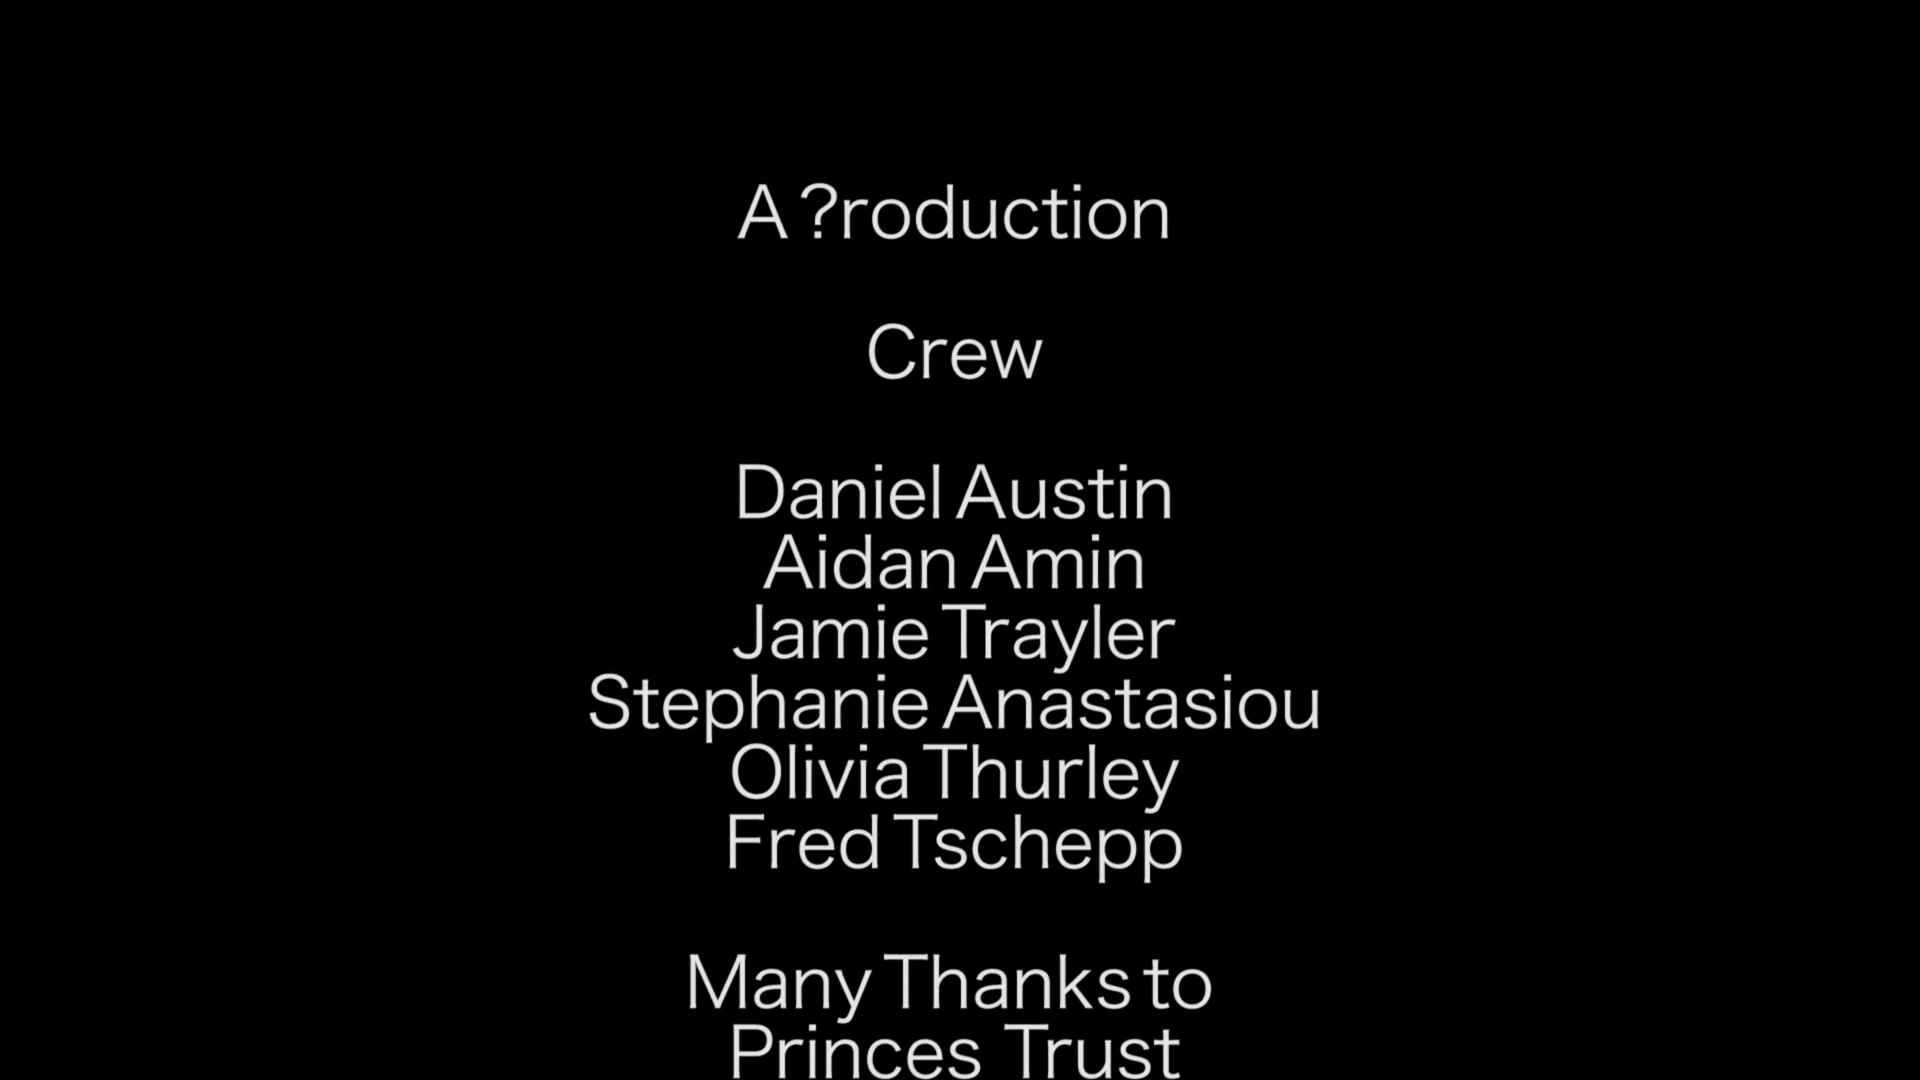 A ?roduction
Crew
Daniel Austin
Aidan Amin
Jamie Trayler
Stephanie Anastasiou
Olivia Thurley
Fred Tschepp
Many Thanks to
Princes Trust